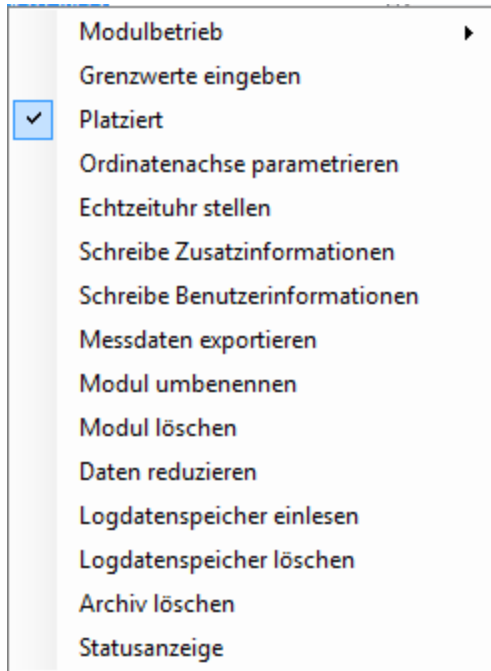 Modulbetrieb
Grenzwerte eingeben
Platziert
Ordinatenachse parametrieren
Echtzeituhr stellen
Schreibe Zusatzinformationen
Schreibe Benutzerinformationen
Messdaten exportieren
Modul umbenennen
Modul löschen
Daten reduzieren
Logdatenspeicher einlesen
Logdatenspeicher löschen
Archiv löschen
Statusanzeige